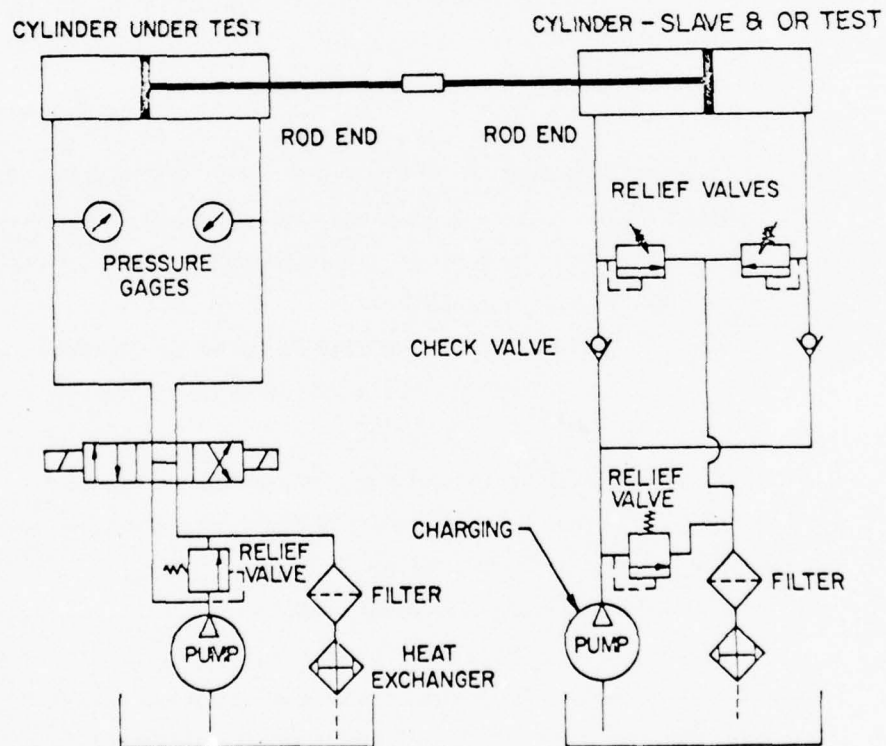 CYLINDER UNDER TEST
CYLINDER - SLAVE & OR TEST
ROD END
ROD END
RELIEF VALVES
PRESSURE
GAGES
CHECK VALVE
RELIEF
VALVE
CHARGING
RELIEF
VALVE
FILTER
FILTER
PUMP
PUMP
HEAT
EXCHANGER